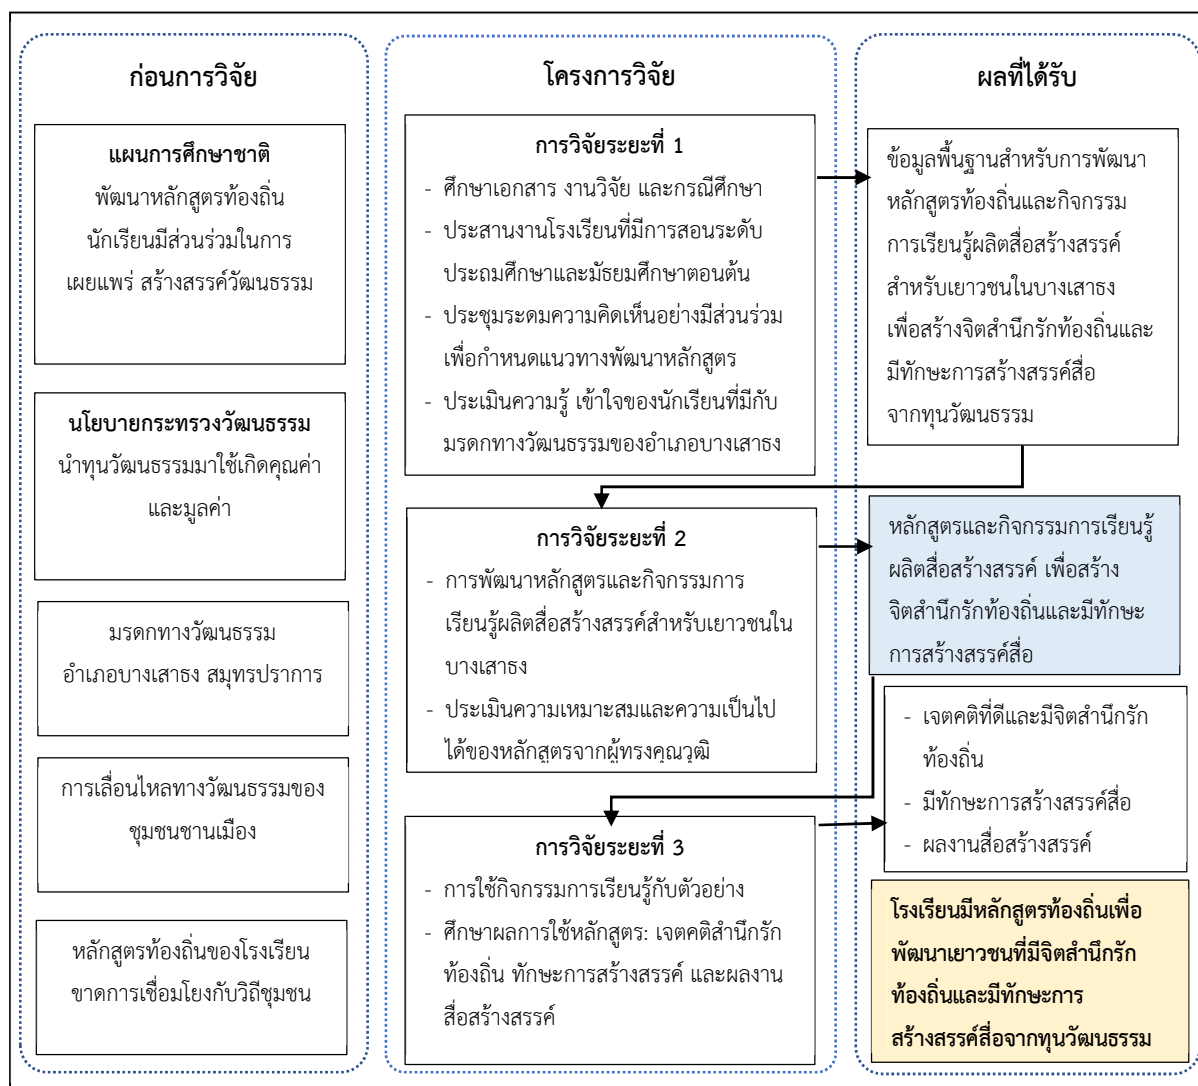 ก่อนการวิจัย
แผนการศึกษาชาติ
พัฒนาหลักสูตรท้องถิ่น
นักเรียนมีส่วนร่วมในการ
เผยแพร่ สร้างสรรค์วัฒนธรรม
นโยบายกระทรวงวัฒนธรรม
นำทุนวัฒนธรรมมาใช้เกิดคุณค่า
และมูลค่า
มรดกทางวัฒนธรรม
อำเภอบางเสาธง สมุทรปราการ
การเลื่อนไหลทางวัฒนธรรมของ
ชุมชนชานเมือง
หลักสูตรท้องถิ่นของโรงเรียน
ขาดการเชื่อมโยงกับวิถีชุมชน
โครงการวิจัย
การวิจัยระยะที่ 1
- ศึกษาเอกสาร งานวิจัย และกรณีศึกษา
- ประสานงานโรงเรียนที่มีการสอนระดับ
ประถมศึกษาและมัธยมศึกษาตอนต้น
- ประชุมระดมความคิดเห็นอย่างมีส่วนร่วม
เพื่อกำหนดแนวทางพัฒนาหลักสูตร
- ประเมินความรู้ เข้าใจของนักเรียนที่มีกับ
มรดกทางวัฒนธรรมของอำเภอบางเสาธง
การวิจัยระยะที่ 2
- การพัฒนาหลักสูตรและกิจกรรมการ
เรียนรู้ผลิตสื่อสร้างสรรค์สำหรับเยาวชนใน
บางเสาธง
- ประเมินความเหมาะสมและความเป็นไป
ได้ของหลักสูตรจากผู้ทรงคุณวุฒิ
การวิจัยระยะที่ 3
- การใช้กิจกรรมการเรียนรู้กับตัวอย่าง
- ศึกษาผลการใช้หลักสูตร: เจตคติสำนึกรัก
ท้องถิ่น ทักษะการสร้างสรรค์ และผลงาน
สื่อสร้างสรรค์
ผลที่ได้รับ
ข้อมูลพื้นฐานสำหรับการพัฒนา
หลักสูตรท้องถิ่นและกิจกรรม
การเรียนรู้ผลิตสื่อสร้างสรรค์
สำหรับเยาวชนในบางเสาธง
เพื่อสร้างจิตสำนึกรักท้องถิ่นและ
มีทักษะการสร้างสรรค์สื่อ
จากทุนวัฒนธรรม
หลักสูตรและกิจกรรมการเรียนรู้
ผลิตสื่อสร้างสรรค์ เพื่อสร้าง
จิตสำนึกรักท้องถิ่นและมีทักษะ
การสร้างสรรค์สื่อ
- เจตคติที่ดีและมีจิตสำนึกรัก
ท้องถิ่น
- มีทักษะการสร้างสรรค์สื่อ
- ผลงานสื่อสร้างสรรค์
โรงเรียนมีหลักสูตรท้องถิ่นเพื่อ
พัฒนาเยาวชนที่มีจิตสำนึกรัก
ท้องถิ่นและมีทักษะการ
สร้างสรรค์สื่อจากทุนวัฒนธรรม